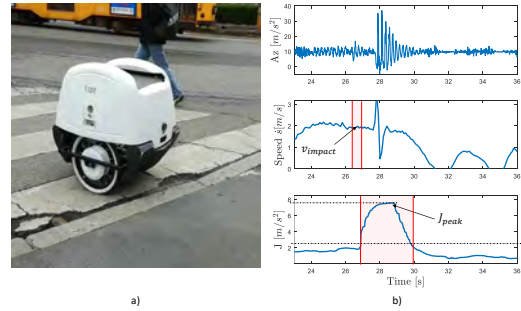 40
20
0
Az [m/s²]
24 26 28 30 32 34 36
3
2
1
0
Speed ṡ[m/s]
v_impact
24 26 28 30 32 34 36
8
6
4
2
J [m/s²]
J_peak
24 26 28 30 32 34 36
Time [s]
a) b)